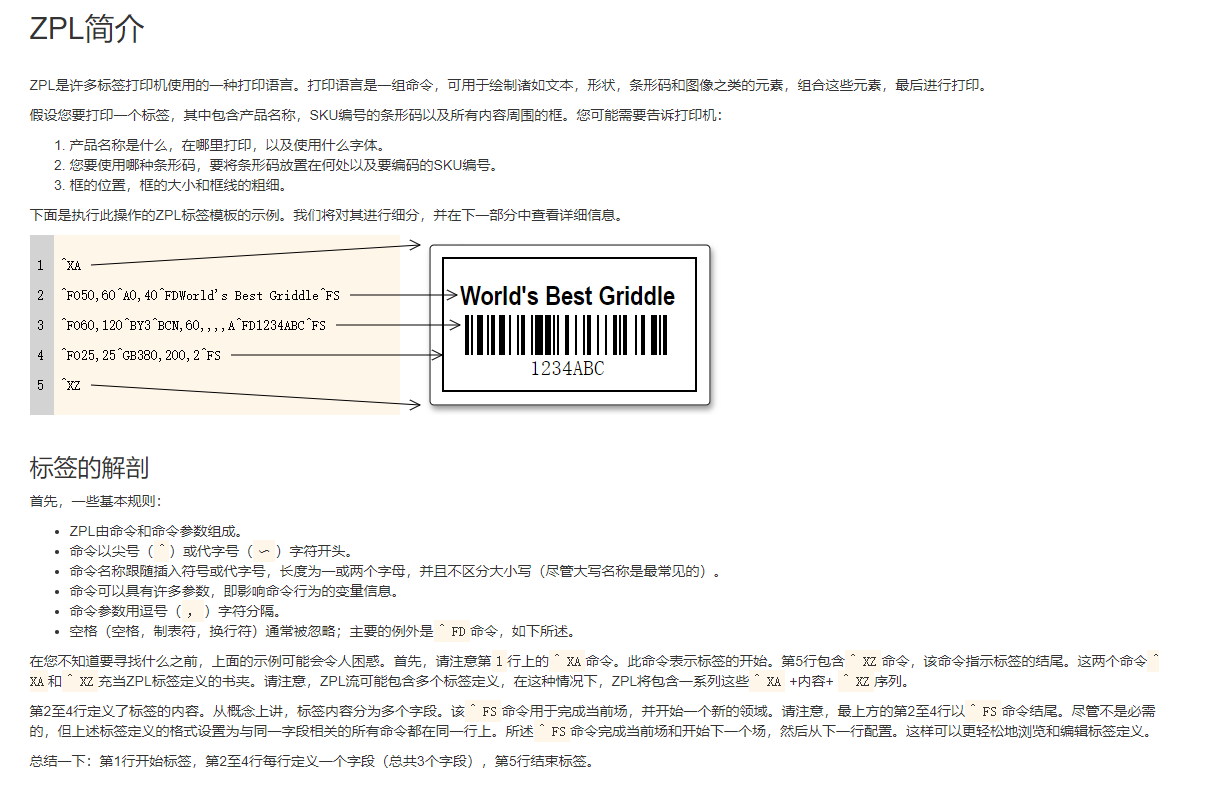 ZPL简介
ZPL是许多标签打印机使用的一种打印语言。打印语言是一组命令，可用于绘制诸如文本，形状，条形码和图像之类的元素，组合这些元素，最后进行打印。
假设您要打印一个标签，其中包含产品名称，SKU编号的条形码以及所有内容周围的框。您可能需要告诉打印机：
1. 产品名称是什么，在哪里打印，以及使用什么字体。
2. 您要使用哪种条形码，要将条形码放置在何处以及要编码的SKU编号。
3. 框的位置，框的大小和框线的粗细。
下面是执行此操作的ZPL标签模板的示例。我们将对其进行细分，并在下一部分中查看详细信息。
1 ^XA
2 ^FO50,60^A0,40^FDWorld's Best Griddle^FS
3 ^FO60,120^BY3^BCN,60,,,,A^FD1234ABC^FS
4 ^FO25,25^GB380,200,2^FS
5 ^XZ
World's Best Griddle
1234ABC
标签的解剖
首先，一些基本规则：
• ZPL由命令和命令参数组成。
• 命令以尖号（ ^ ）或代字号（ ~ ）字符开头。
• 命令名称跟随插入符号或代字号，长度为一或两个字母，并且不区分大小写（尽管大写名称是最常见的）。
• 命令可以具有许多参数，即影响命令行为的变量信息。
• 命令参数用逗号（ , ）字符分隔。
• 空格（空格，制表符，换行符）通常被忽略；主要的例外是 ^ FD 命令，如下所述。
在您不知道要寻找什么之前，上面的示例可能会令人困惑。首先，请注意第 1 行上的 ^ XA 命令。此命令表示标签的开始。第5行包含 ^ XZ 命令，该命令指示标签的结尾。这两个命令 ^
XA 和 ^ XZ 充当ZPL标签定义的书夹。请注意，ZPL流可能包含多个标签定义，在这种情况下，ZPL将包含一系列这些 ^ XA +内容+ ^ XZ 序列。
第2至4行定义了标签的内容。从概念上讲，标签内容分为多个字段。该 ^ FS 命令用于完成当前场，并开始一个新的领域。请注意，最上方的第2至4行以 ^ FS 命令结尾。尽管不是必需
的，但上述标签定义的格式设置为与同一字段相关的所有命令都在同一行上。所述 ^ FS 命令完成当前场和开始下一个场，然后从下一行配置。这样可以更轻松地浏览和编辑标签定义。
总结一下：第1行开始标签，第2至4行每行定义一个字段（总共3个字段），第5行结束标签。